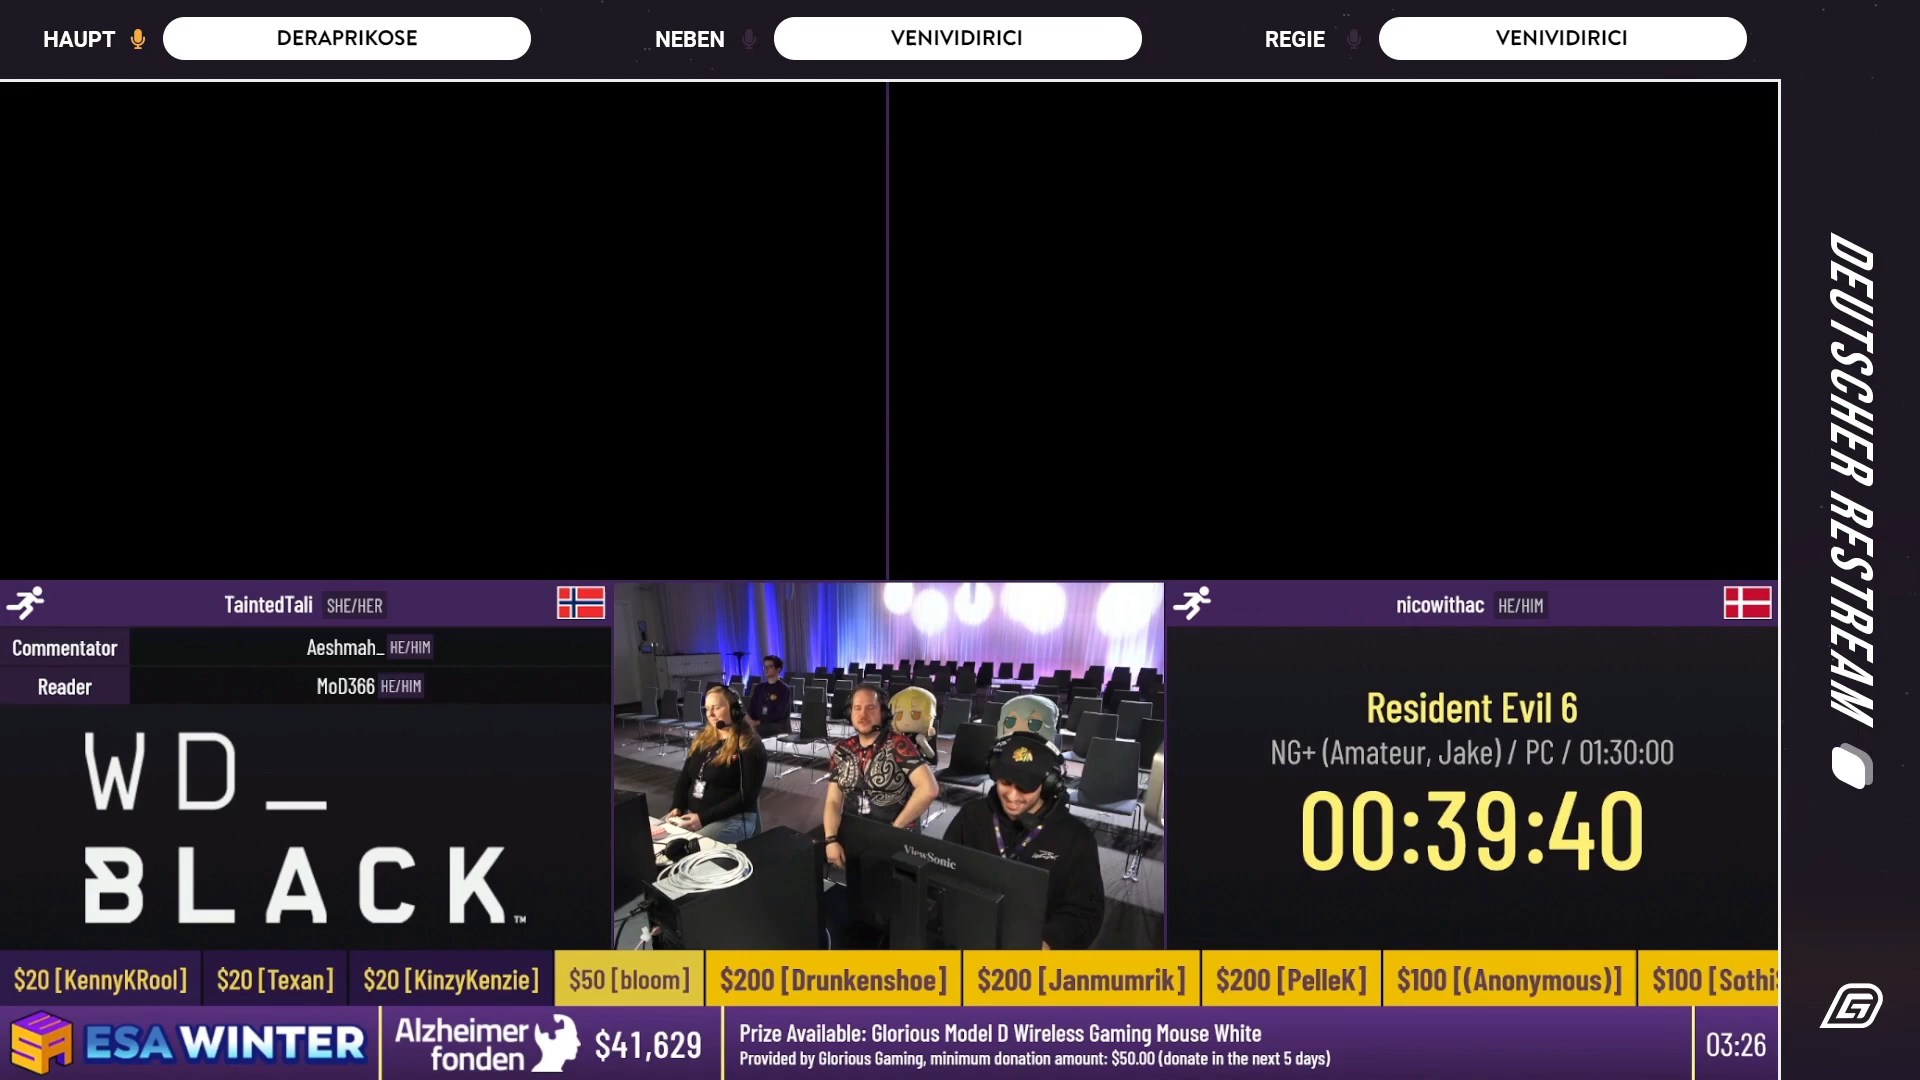 HAUPT DERAPRIKOSE NEBEN VENIVIDIRICI REGIE VENIVIDIRICI
DEUTSCHER RESTREAM
TaintedTali SHE/HER
Commentator Aeshmah_ HE/HIM
Reader MoD366 HE/HIM
WD_
BLACK™
ViewSonic
nicowithac HE/HIM
Resident Evil 6
NG+ (Amateur, Jake) / PC / 01:30:00
00:39:40
$20 [KennyKRool] $20 [Texan] $20 [KinzyKenzie] $50 [bloom] $200 [Drunkenshoe] $200 [Janmumrik] $200 [PelleK] $100 [(Anonymous)] $100 [Sothi
ESA WINTER
Alzheimer
fonden
$41,629
Prize Available: Glorious Model D Wireless Gaming Mouse White
Provided by Glorious Gaming, minimum donation amount: $50.00 (donate in the next 5 days)
03:26